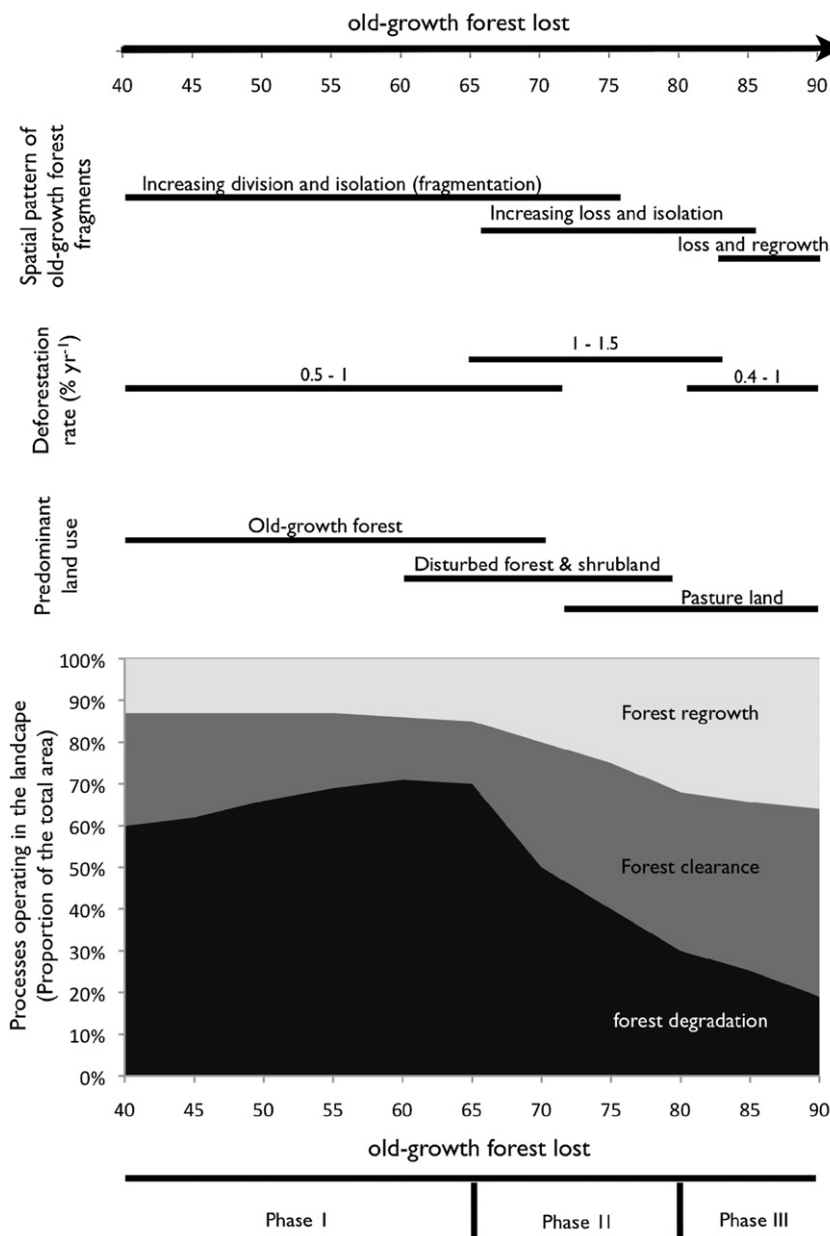 old-growth forest lost
40 45 50 55 60 65 70 75 80 85 90
Spatial pattern of
old-growth forest
fragments
Increasing division and isolation (fragmentation)
Increasing loss and isolation
loss and regrowth
Deforestation
rate (% yr⁻¹)
1 - 1.5
0.5 - 1
0.4 - 1
Predominant
land use
Old-growth forest
Disturbed forest & shrubland
Pasture land
Processes operating in the landscape
(Proportion of the total area)
100%
90%
80%
70%
60%
50%
40%
30%
20%
10%
0%
Forest regrowth
Forest clearance
forest degradation
40 45 50 55 60 65 70 75 80 85 90
old-growth forest lost
Phase 1 Phase 11 Phase III